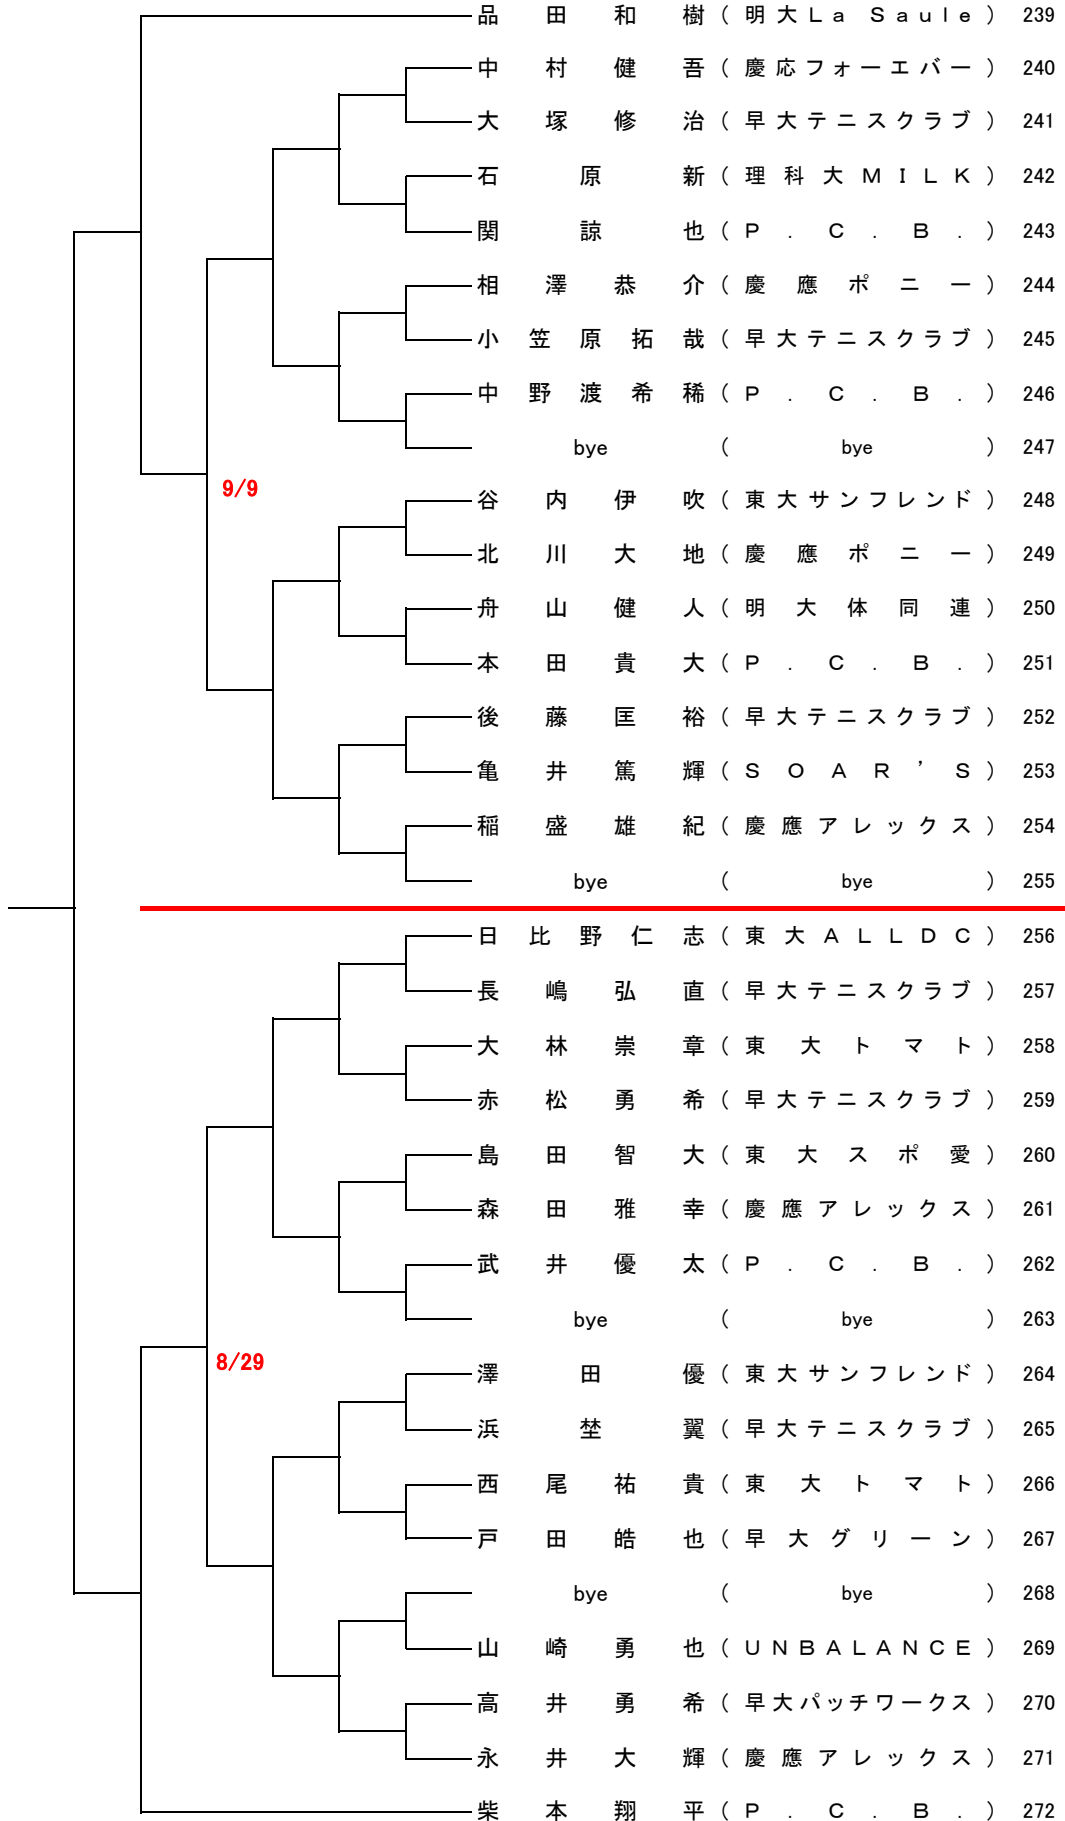 品田和樹(明大La Saule) 239
中村健吾(慶応フォーエバー) 240
大塚修治(早大テニスクラブ) 241
石原新(理科大MILK) 242
関諒也(P.C.B.) 243
相澤恭介(慶應ポニー) 244
小笠原拓哉(早大テニスクラブ) 245
中野渡希稀(P.C.B.) 246
bye(bye) 247
9/9
谷内伊吹(東大サンフレンド) 248
北川大地(慶應ポニー) 249
舟山健人(明大体同連) 250
本田貴大(P.C.B.) 251
後藤匡裕(早大テニスクラブ) 252
亀井篤輝(SOAR'S) 253
稲盛雄紀(慶應アレックス) 254
bye(bye) 255
日比野仁志(東大ALLDC) 256
長嶋弘直(早大テニスクラブ) 257
大林崇章(東大トマト) 258
赤松勇希(早大テニスクラブ) 259
島田智大(東大スポ愛) 260
森田雅幸(慶應アレックス) 261
武井優太(P.C.B.) 262
bye(bye) 263
8/29
澤田優(東大サンフレンド) 264
浜埜翼(早大テニスクラブ) 265
西尾祐貴(東大トマト) 266
戸田皓也(早大グリーン) 267
bye(bye) 268
山崎勇也(UNBALANCE) 269
高井勇希(早大パッチワークス) 270
永井大輝(慶應アレックス) 271
柴本翔平(P.C.B.) 272